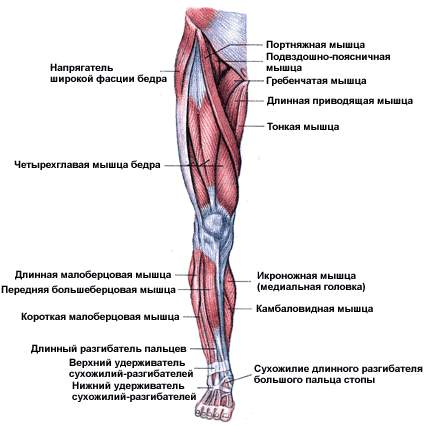 Портняжная мышца
Подвздошно-поясничная
мышца
Напрягатель
широкой фасции бедра
Гребенчатая мышца
Длинная приводящая мышца
Тонкая мышца
Четырехглавая мышца бедра
Длинная малоберцовая мышца
Передняя большеберцовая мышца
Икроножная мышца
(медиальная головка)
Короткая малоберцовая мышца
Камбаловидная мышца
Длинный разгибатель пальцев
Верхний удерживатель
сухожилий-разгибателей
Нижний удерживатель
сухожилий-разгибателей
Сухожилие длинного разгибателя
большого пальца стопы